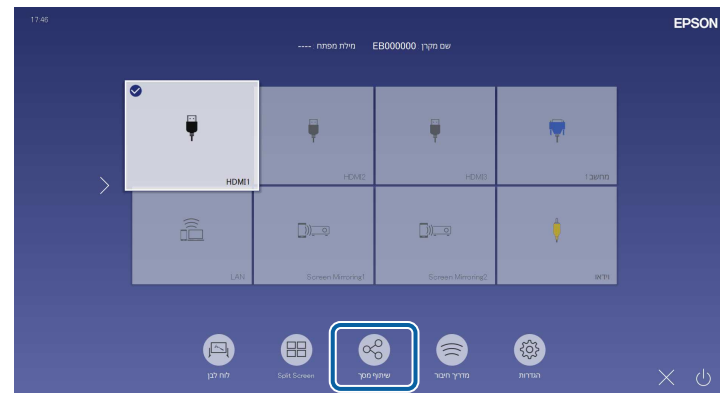 17:46
EPSON
שם מקרן EB000000 מילת מפתח ----
HDMI1
HDMI2
HDMI3
מחשב 1
LAN
Screen Mirroring1
Screen Mirroring2
וידאו
לוח לבן
Split Screen
שיתוף מסך
מדריך חיבור
הגדרות